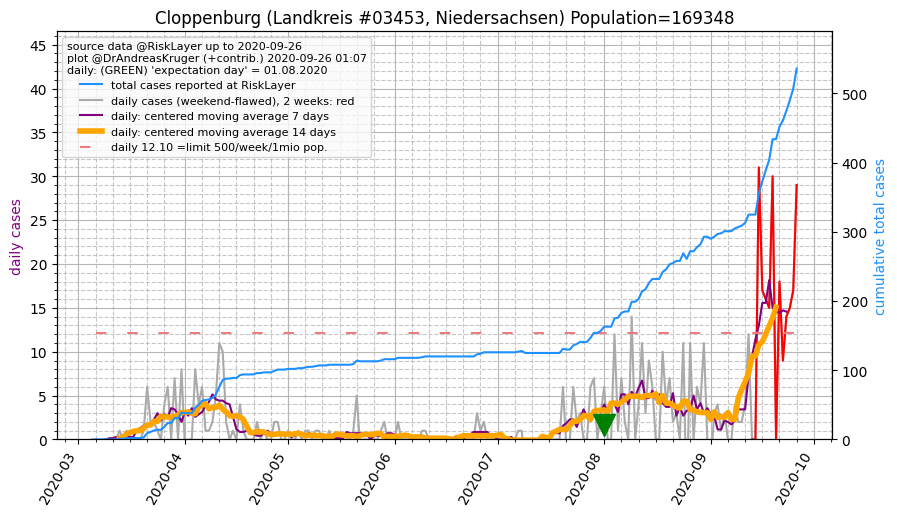 Cloppenburg (Landkreis #03453, Niedersachsen) Population=169348
source data @RiskLayer up to 2020-09-26
plot @DrAndreasKruger (+contrib.) 2020-09-26 01:07
daily: (GREEN) 'expectation day' = 01.08.2020
total cases reported at RiskLayer
daily cases (weekend-flawed), 2 weeks: red
daily: centered moving average 7 days
daily: centered moving average 14 days
daily 12.10 =limit 500/week/1mio pop.
daily cases
45
40
35
30
25
20
15
10
5
0
cumulative total cases
500
400
300
200
100
0
2020-03
2020-04
2020-05
2020-06
2020-07
2020-08
2020-09
2020-10